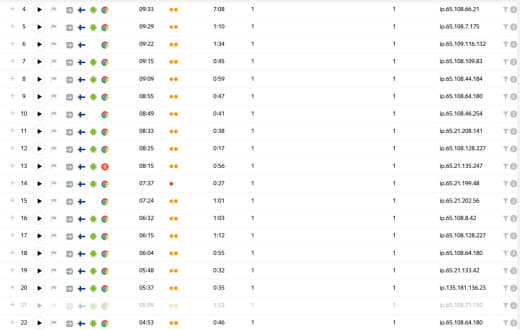 4 09:33 7:08 1 1 ip.65.108.66.21
5 09:29 1:10 1 1 ip.65.108.7.175
6 09:22 1:34 1 1 ip.65.109.116.132
7 09:15 0:45 1 1 ip.65.108.109.83
8 09:09 0:59 1 1 ip.65.108.44.184
9 08:55 0:47 1 1 ip.65.108.64.180
10 08:49 0:41 1 1 ip.65.108.46.254
11 08:33 0:38 1 1 ip.65.21.208.141
12 08:25 0:17 1 1 ip.65.108.128.227
13 08:15 0:56 1 1 ip.65.21.135.247
14 07:37 0:27 1 1 ip.65.21.199.48
15 07:24 1:01 1 1 ip.65.21.202.56
16 06:32 1:03 1 1 ip.65.108.8.42
17 06:15 1:12 1 1 ip.65.108.128.227
18 06:04 0:55 1 1 ip.65.108.64.180
19 05:48 0:32 1 1 ip.65.21.133.42
20 05:37 0:35 1 1 ip.135.181.136.23
21 05:09 1:12 1 1
22 04:53 0:46 1 1 ip.65.108.64.180